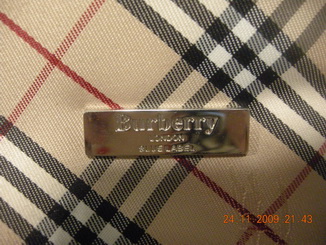 Burberry
LONDON
BLUE LABEL
24 11 2009 21 43